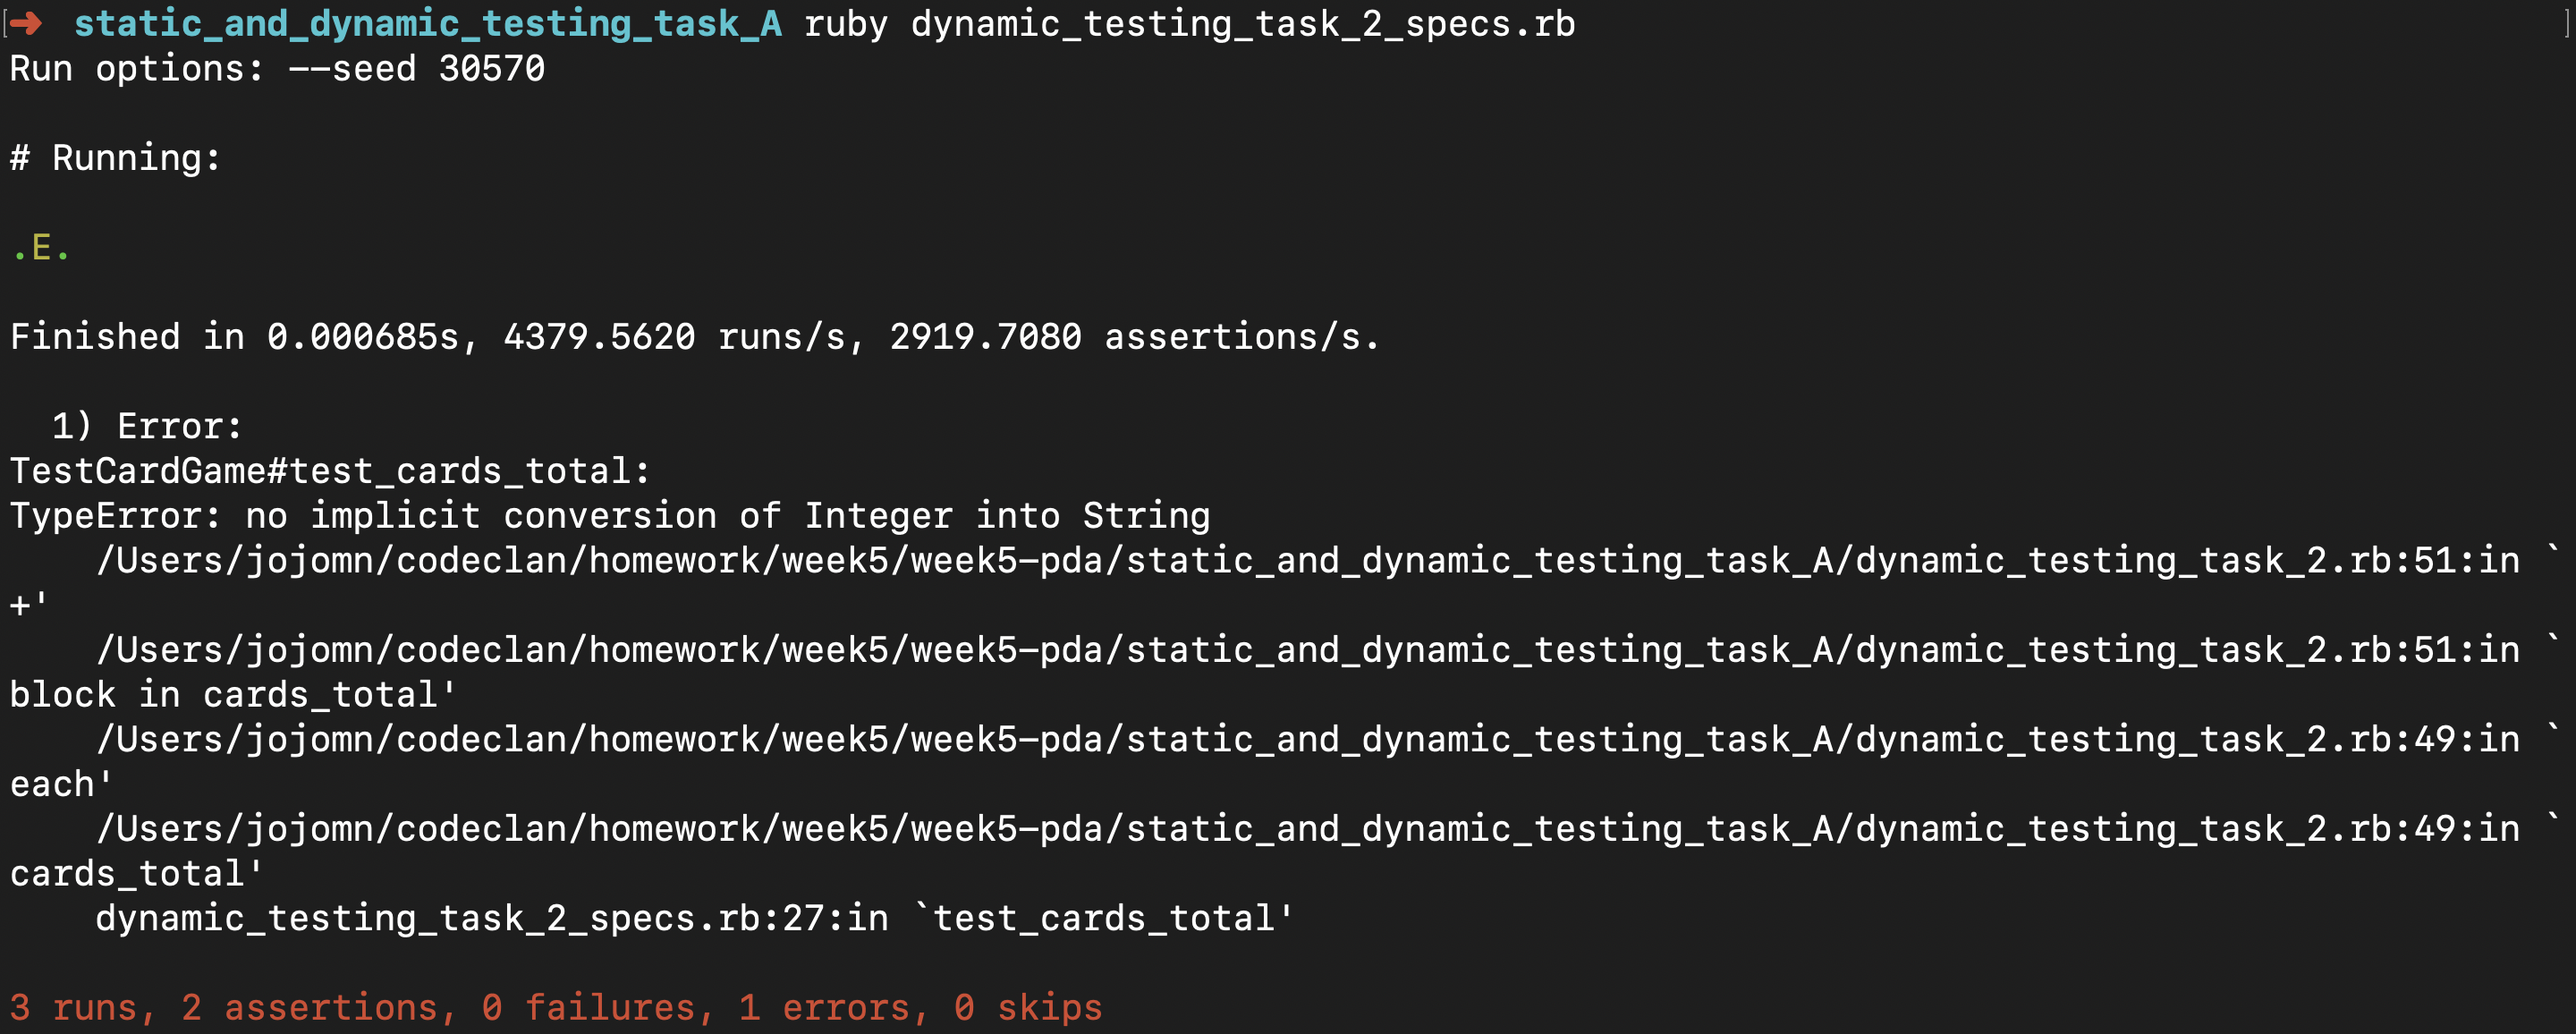 [➜  static_and_dynamic_testing_task_A ruby dynamic_testing_task_2_specs.rb ]
Run options: --seed 30570
# Running:
.E.
Finished in 0.000685s, 4379.5620 runs/s, 2919.7080 assertions/s.
  1) Error:
TestCardGame#test_cards_total:
TypeError: no implicit conversion of Integer into String
    /Users/jojomn/codeclan/homework/week5/week5-pda/static_and_dynamic_testing_task_A/dynamic_testing_task_2.rb:51:in `
+'
    /Users/jojomn/codeclan/homework/week5/week5-pda/static_and_dynamic_testing_task_A/dynamic_testing_task_2.rb:51:in `
block in cards_total'
    /Users/jojomn/codeclan/homework/week5/week5-pda/static_and_dynamic_testing_task_A/dynamic_testing_task_2.rb:49:in `
each'
    /Users/jojomn/codeclan/homework/week5/week5-pda/static_and_dynamic_testing_task_A/dynamic_testing_task_2.rb:49:in `
cards_total'
    dynamic_testing_task_2_specs.rb:27:in `test_cards_total'
3 runs, 2 assertions, 0 failures, 1 errors, 0 skips